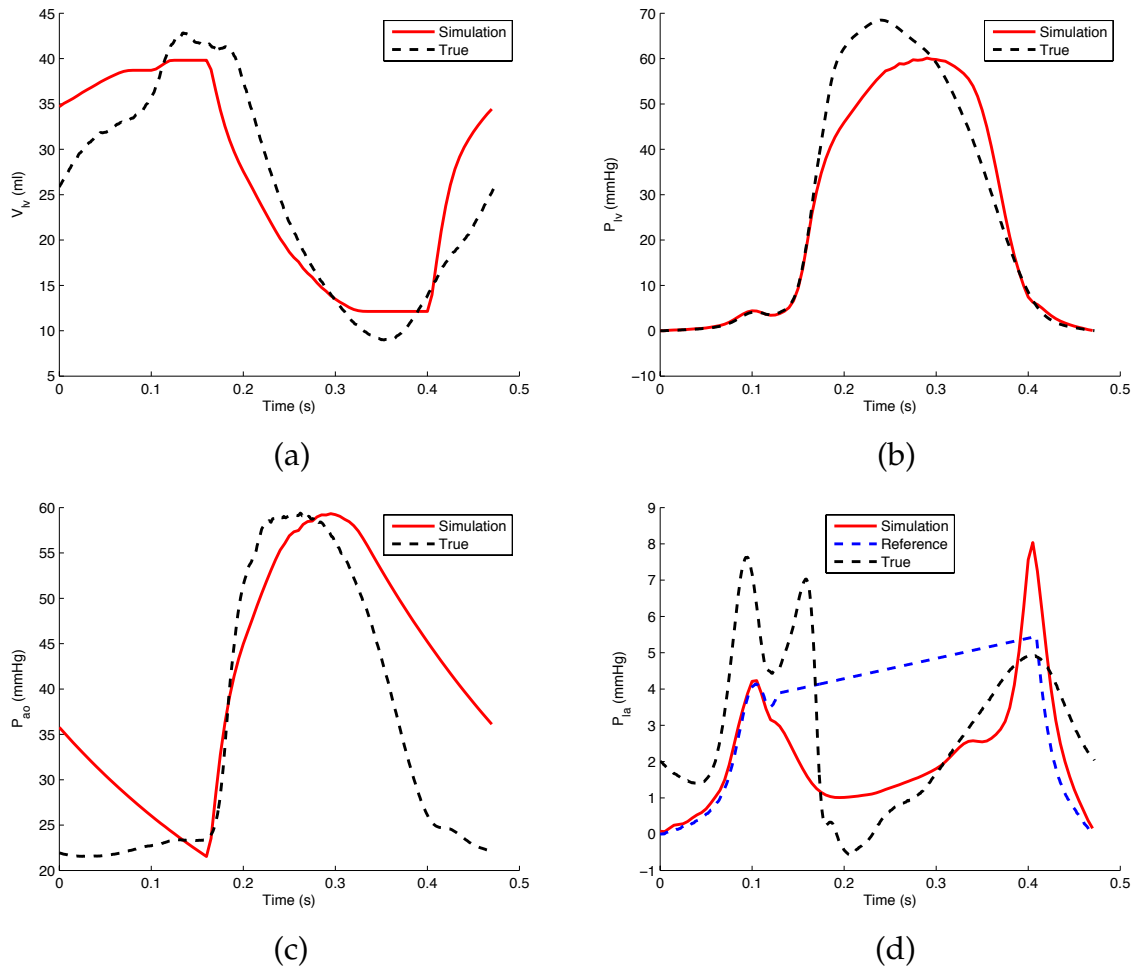 45
40
35
30
25
20
15
10
5
V_lv (ml)
Simulation
True
0 0.1 0.2 0.3 0.4 0.5
Time (s)
(a)
70
60
50
40
30
20
10
0
−10
P_lv (mmHg)
Simulation
True
0 0.1 0.2 0.3 0.4 0.5
Time (s)
(b)
60
55
50
45
40
35
30
25
20
P_ao (mmHg)
Simulation
True
0 0.1 0.2 0.3 0.4 0.5
Time (s)
(c)
9
8
7
6
5
4
3
2
1
0
−1
P_la (mmHg)
Simulation
Reference
True
0 0.1 0.2 0.3 0.4 0.5
Time (s)
(d)